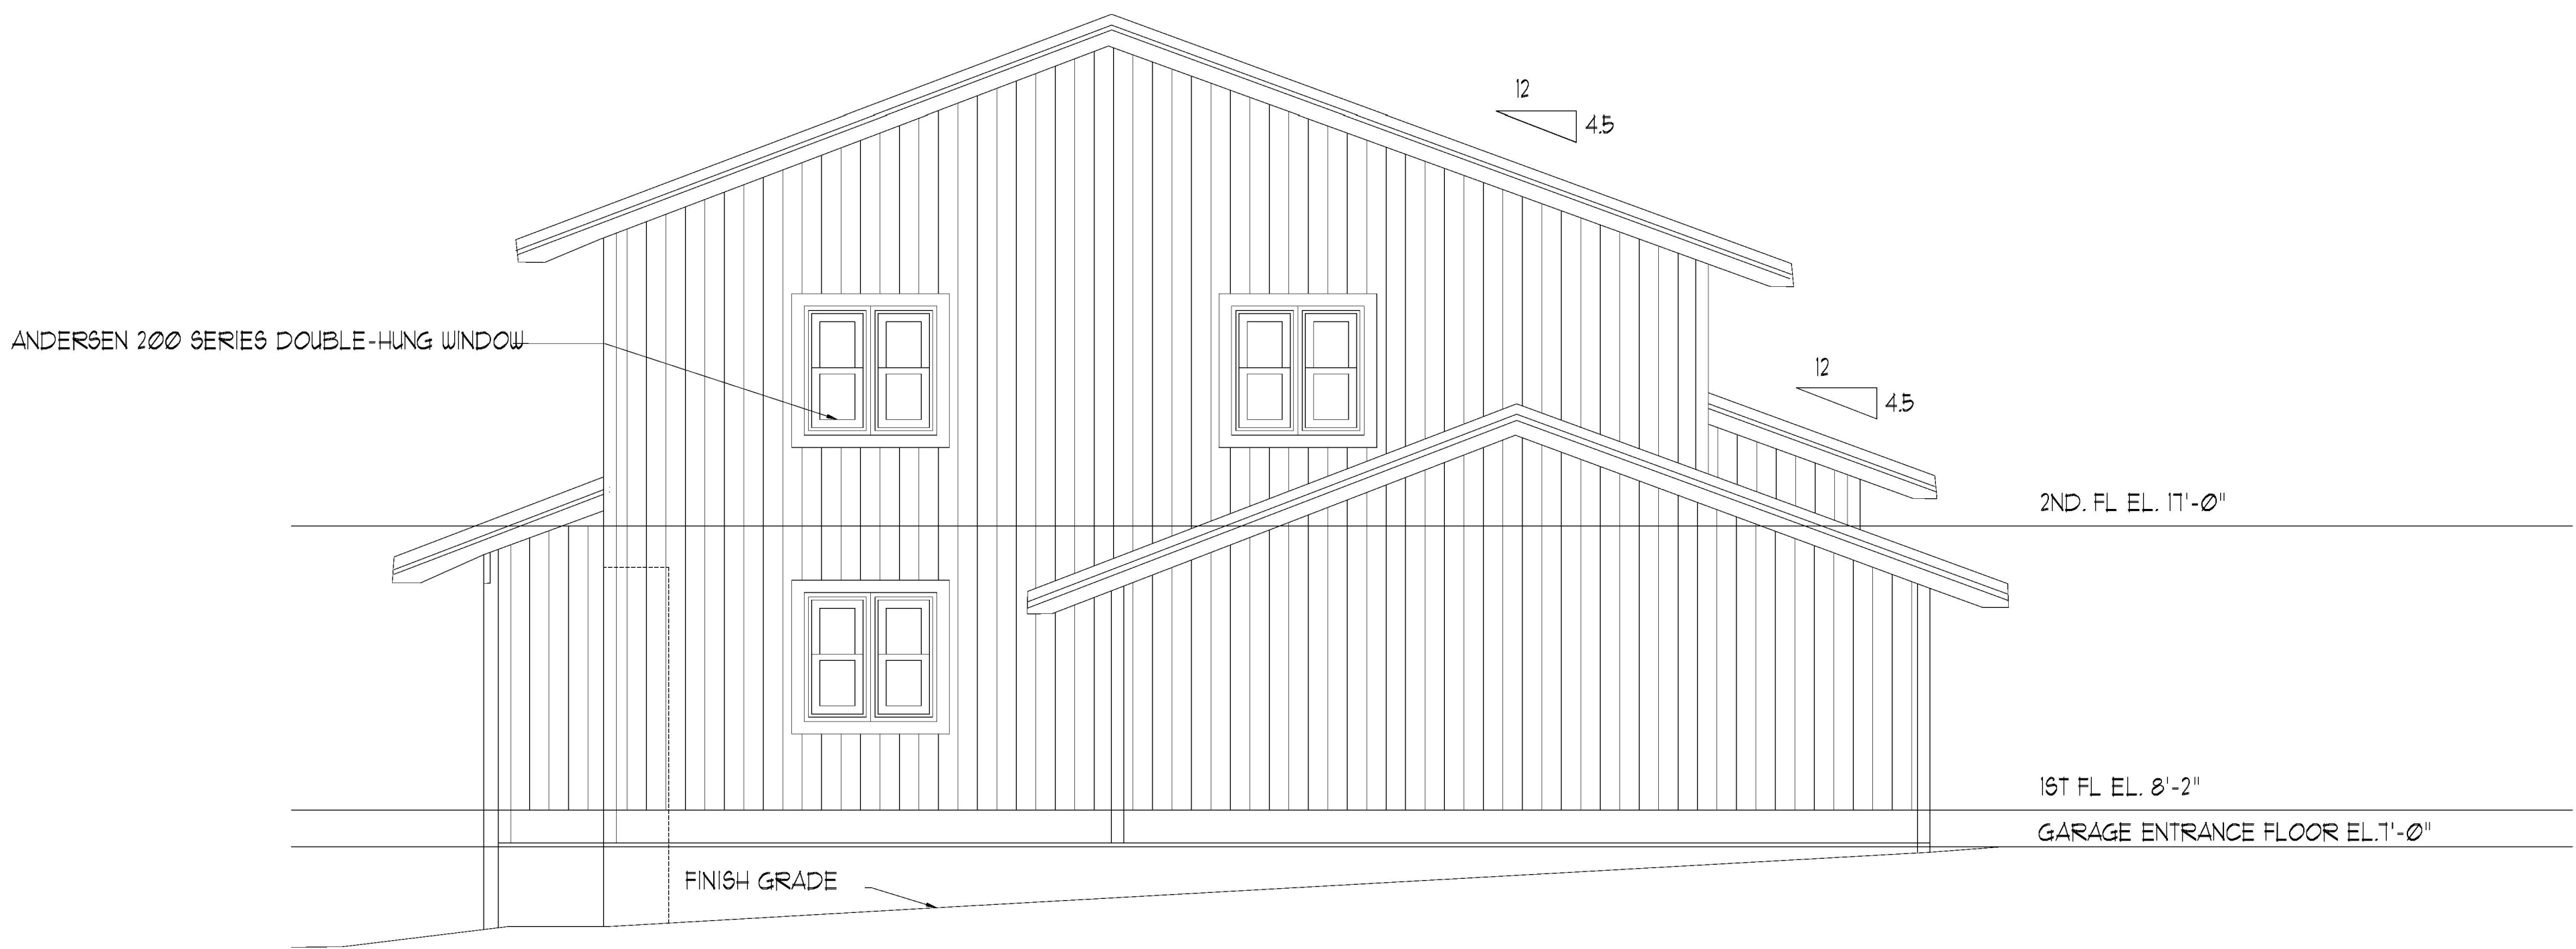 12
4.5
ANDERSEN 200 SERIES DOUBLE-HUNG WINDOW
12
4.5
2ND. FL EL. 17'-0"
1ST FL EL. 8'-2"
GARAGE ENTRANCE FLOOR EL.7'-0"
FINISH GRADE